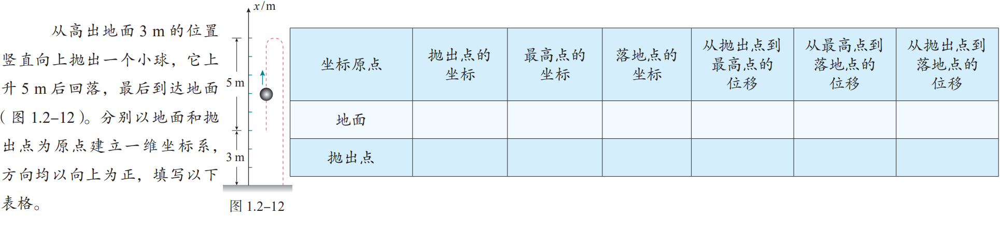 从高出地面 3 m 的位置
竖直向上抛出一个小球，它上
升 5 m 后回落，最后到达地面
（图 1.2–12）。分别以地面和抛
出点为原点建立一维坐标系，
方向均以向上为正，填写以下
表格。
x/m
5 m
3 m
图 1.2–12
坐标原点
抛出点的
坐标
最高点的
坐标
落地点的
坐标
从抛出点到
最高点的
位移
从最高点到
落地点的
位移
从抛出点到
落地点的
位移
地面
抛出点